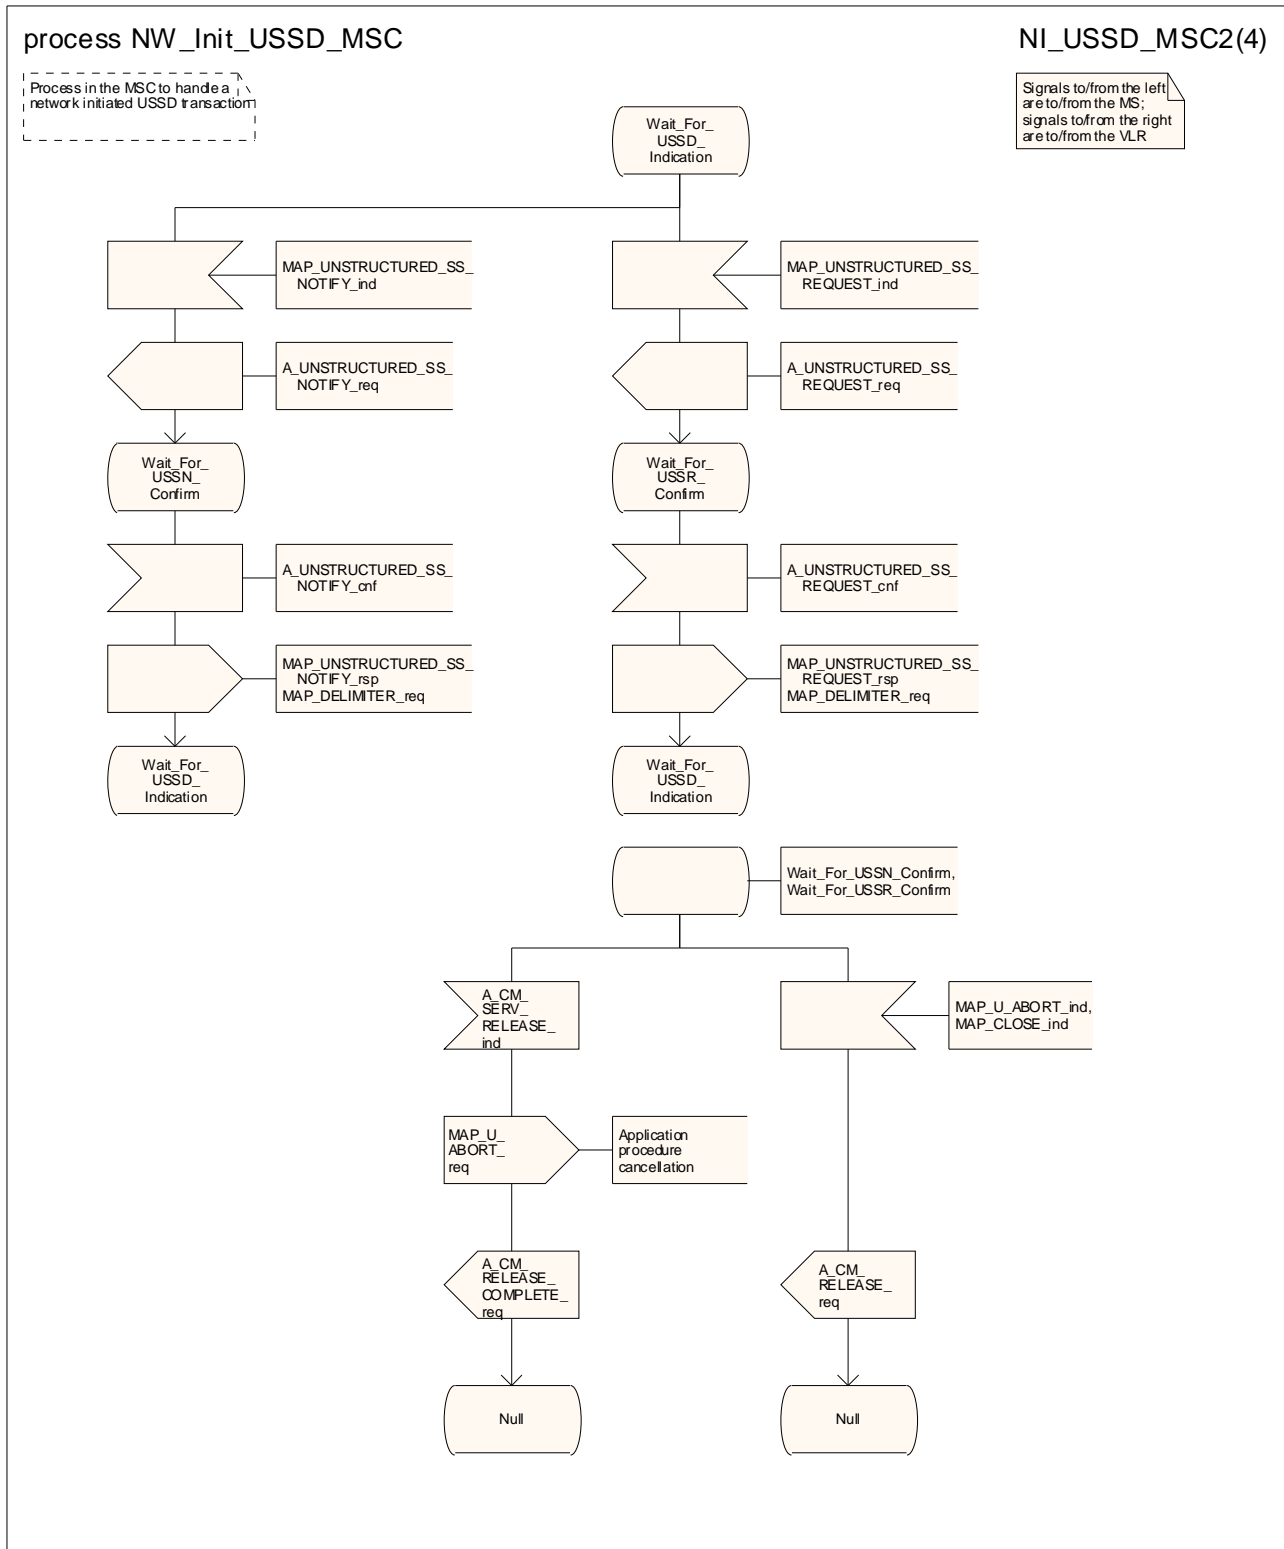 process NW_Init_USSD_MSC
NI_USSD_MSC2(4)
Process in the MSC to handle a
network initiated USSD transaction
Signals to/from the left
are to/from the MS;
signals to/from the right
are to/from the VLR
Wait_For_
USSD_
Indication
MAP_UNSTRUCTURED_SS_
NOTIFY_ind
MAP_UNSTRUCTURED_SS_
REQUEST_ind
A_UNSTRUCTURED_SS_
NOTIFY_req
A_UNSTRUCTURED_SS_
REQUEST_req
Wait_For_
USSN_
Confirm
Wait_For_
USSR_
Confirm
A_UNSTRUCTURED_SS_
NOTIFY_cnf
A_UNSTRUCTURED_SS_
REQUEST_cnf
MAP_UNSTRUCTURED_SS_
NOTIFY_rsp
MAP_DELIMITER_req
MAP_UNSTRUCTURED_SS_
REQUEST_rsp
MAP_DELIMITER_req
Wait_For_
USSD_
Indication
Wait_For_
USSD_
Indication
Wait_For_USSN_Confirm,
Wait_For_USSR_Confirm
A_CM_
SERV_
RELEASE_
ind
MAP_U_ABORT_ind,
MAP_CLOSE_ind
MAP_U_
ABORT_
req
Application
procedure
cancellation
A_CM_
RELEASE_
COMPLETE_
req
A_CM_
RELEASE_
req
Null
Null